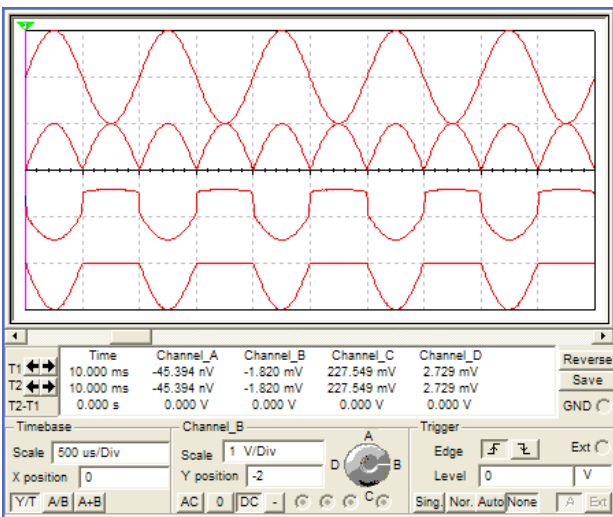 Time Channel_A Channel_B Channel_C Channel_D
T1 10.000 ms -45.394 nV -1.820 mV 227.549 mV 2.729 mV
T2 10.000 ms -45.394 nV -1.820 mV 227.549 mV 2.729 mV
T2-T1 0.000 s 0.000 V 0.000 V 0.000 V 0.000 V
Reverse
Save
GND
Timebase
Scale 500 us/Div
X position 0
Y/T A/B A+B
Channel_B
Scale 1 V/Div
Y position -2
AC 0 DC -
A
B
C
D
Trigger
Edge Ext
Level 0 V
Sing. Nor. Auto None A Ext